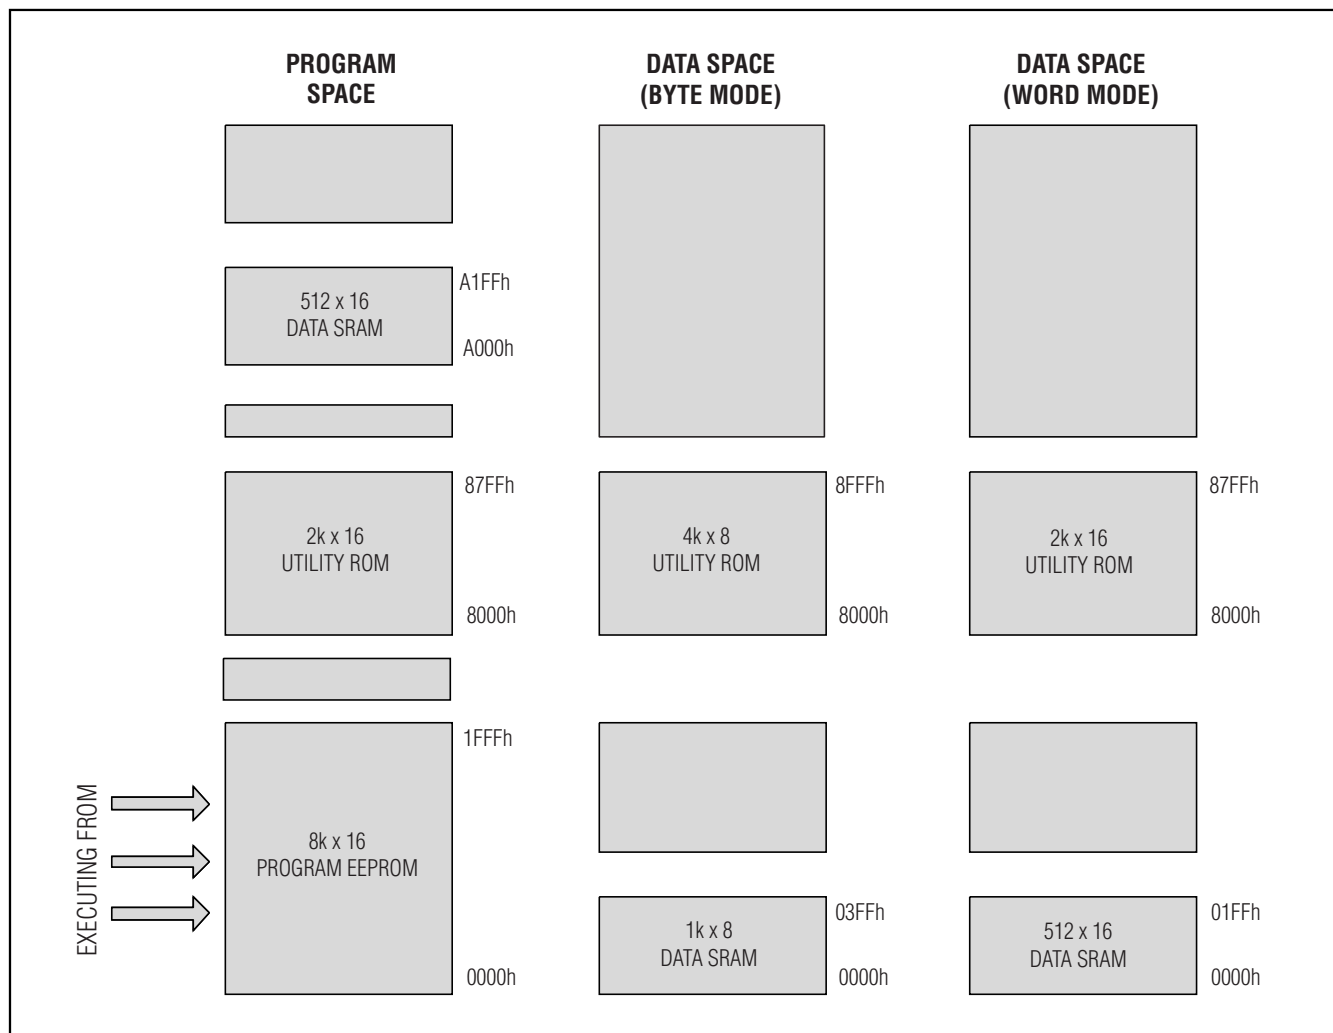 PROGRAM
SPACE
DATA SPACE
(BYTE MODE)
DATA SPACE
(WORD MODE)
A1FFh
512 x 16
DATA SRAM
A000h
87FFh
2k x 16
UTILITY ROM
8000h
8FFFh
4k x 8
UTILITY ROM
8000h
87FFh
2k x 16
UTILITY ROM
8000h
EXECUTING FROM
1FFFh
8k x 16
PROGRAM EEPROM
0000h
03FFh
1k x 8
DATA SRAM
0000h
01FFh
512 x 16
DATA SRAM
0000h